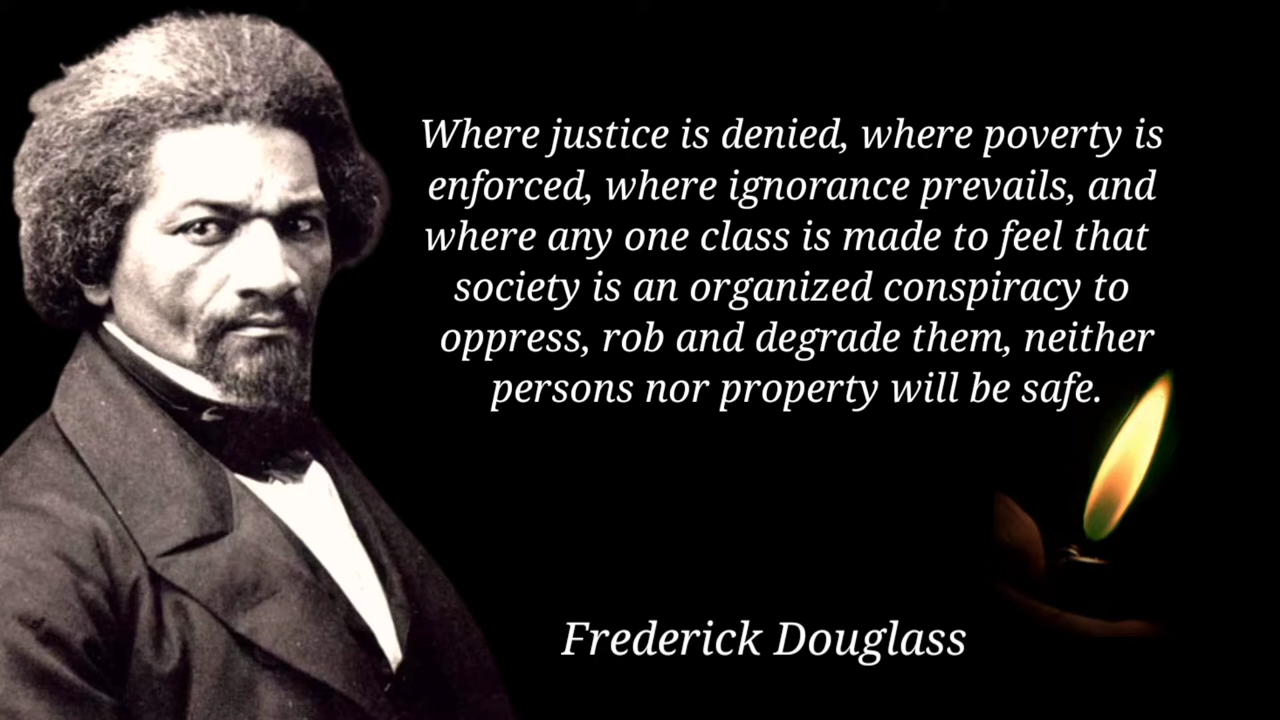 Where justice is denied, where poverty is
enforced, where ignorance prevails, and
where any one class is made to feel that
society is an organized conspiracy to
oppress, rob and degrade them, neither
persons nor property will be safe.
Frederick Douglass